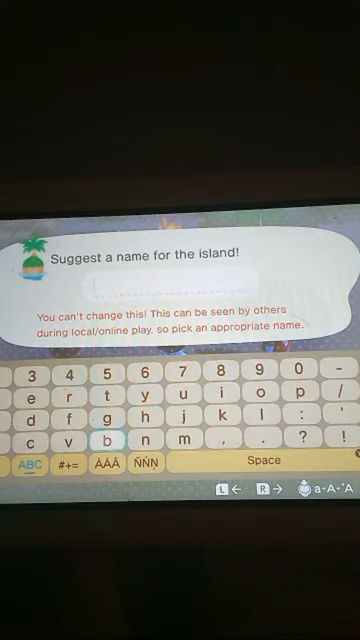 Suggest a name for the island!
You can't change this! This can be seen by others
during local/online play, so pick an appropriate name.
3 4 5 6 7 8 9 0 -
e r t y u i o p /
d f g h j k l : '
c v b n m , . ? !
ABC #+= ÀÁÂ ÑŃṆ Space
L ← R → a→A→*A